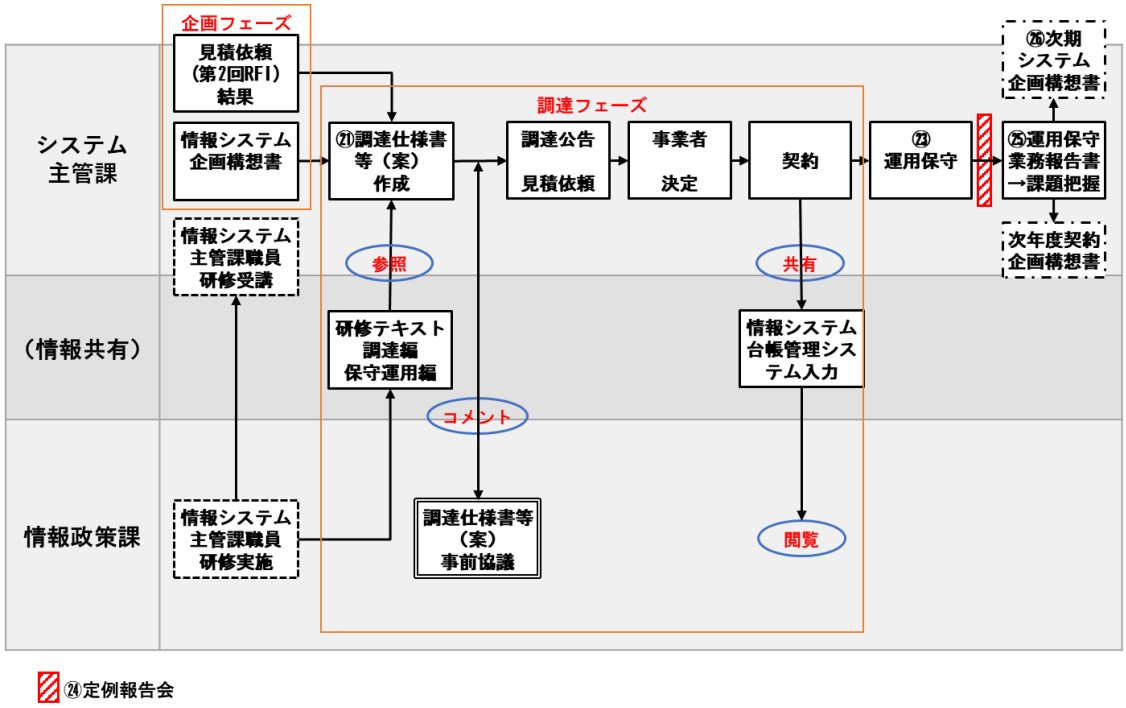 企画フェーズ
見積依頼
(第2回RFI)
結果
情報システム
企画構想書
調達フェーズ
システム
主管課
㉑調達仕様書
等（案）
作成
調達公告
見積依頼
事業者
決定
契約
㉓
運用保守
㉖次期
システム
企画構想書
㉕運用保守
業務報告書
→課題把握
次年度契約
企画構想書
情報システム
主管課職員
研修受講
参照
共有
（情報共有）
研修テキスト
調達編
保守運用編
情報システム
台帳管理シス
テム入力
コメント
情報政策課
情報システム
主管課職員
研修実施
調達仕様書等
（案）
事前協議
閲覧
㉔定例報告会